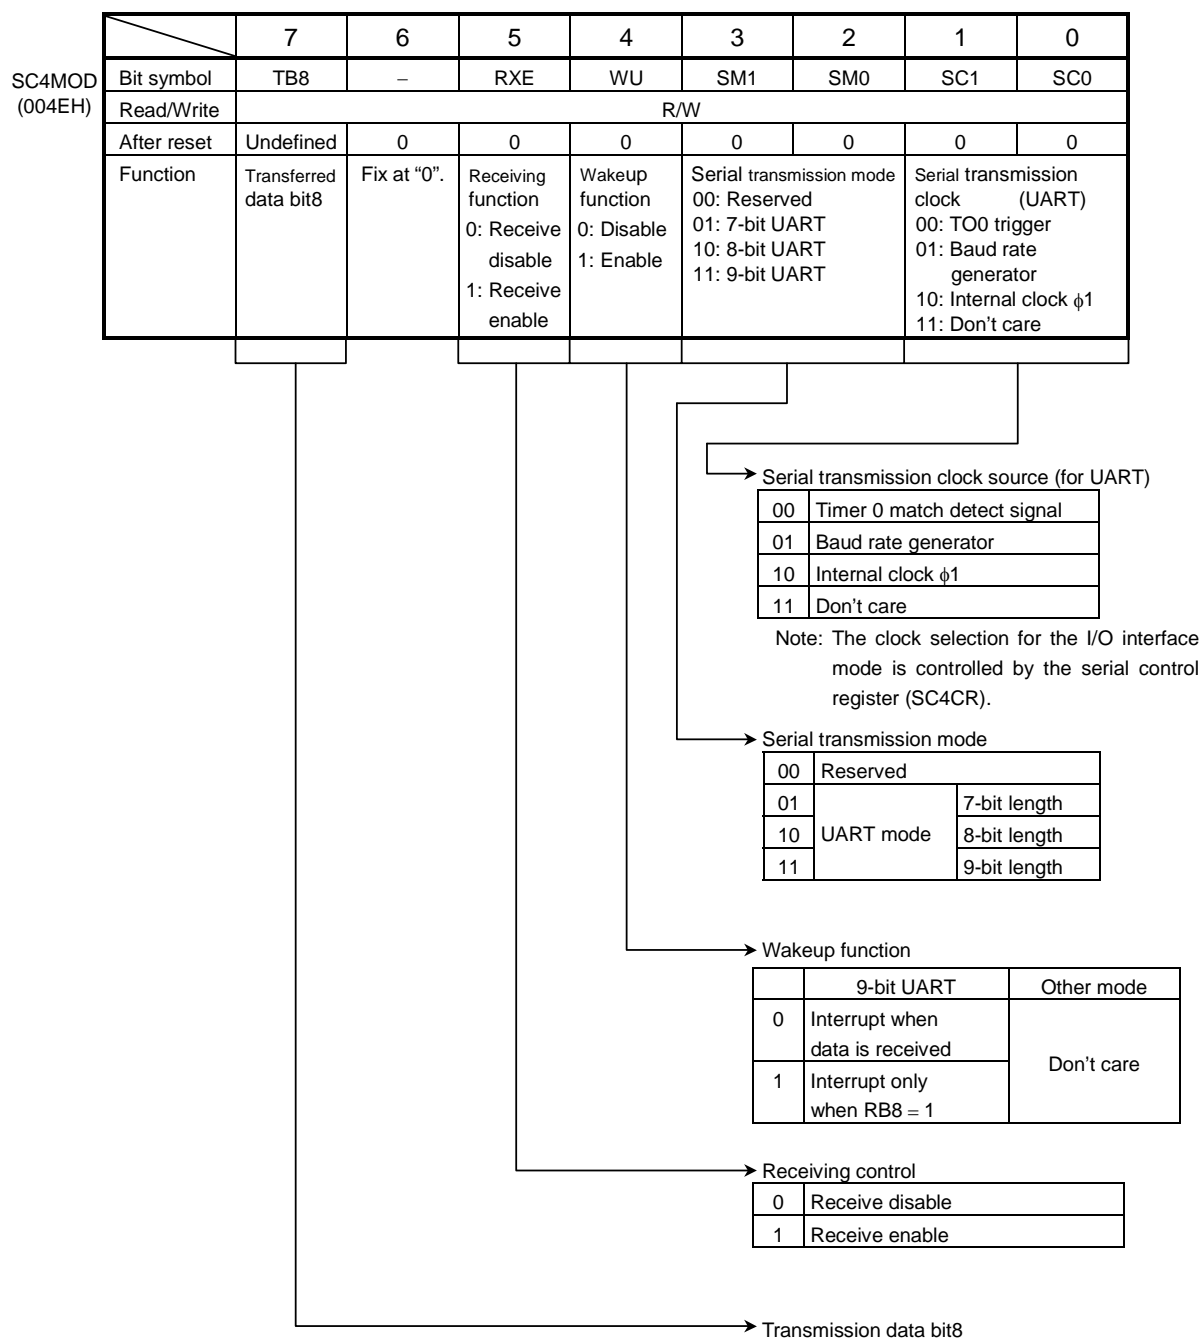 7 6 5 4 3 2 1 0
SC4MOD
(004EH)
Bit symbol TB8 – RXE WU SM1 SM0 SC1 SC0
Read/Write R/W
After reset Undefined 0 0 0 0 0 0 0
Function
Transferred
data bit8
Fix at “0”.
Receiving
function
0: Receive
disable
1: Receive
enable
Wakeup
function
0: Disable
1: Enable
Serial transmission mode
00: Reserved
01: 7-bit UART
10: 8-bit UART
11: 9-bit UART
Serial transmission
clock (UART)
00: TO0 trigger
01: Baud rate
generator
10: Internal clock ϕ1
11: Don’t care
Serial transmission clock source (for UART)
00 Timer 0 match detect signal
01 Baud rate generator
10 Internal clock ϕ1
11 Don’t care
Note: The clock selection for the I/O interface
mode is controlled by the serial control
register (SC4CR).
Serial transmission mode
00 Reserved
01 7-bit length
10 UART mode 8-bit length
11 9-bit length
Wakeup function
9-bit UART Other mode
0 Interrupt when
data is received
Don’t care
1 Interrupt only
when RB8 = 1
Receiving control
0 Receive disable
1 Receive enable
Transmission data bit8